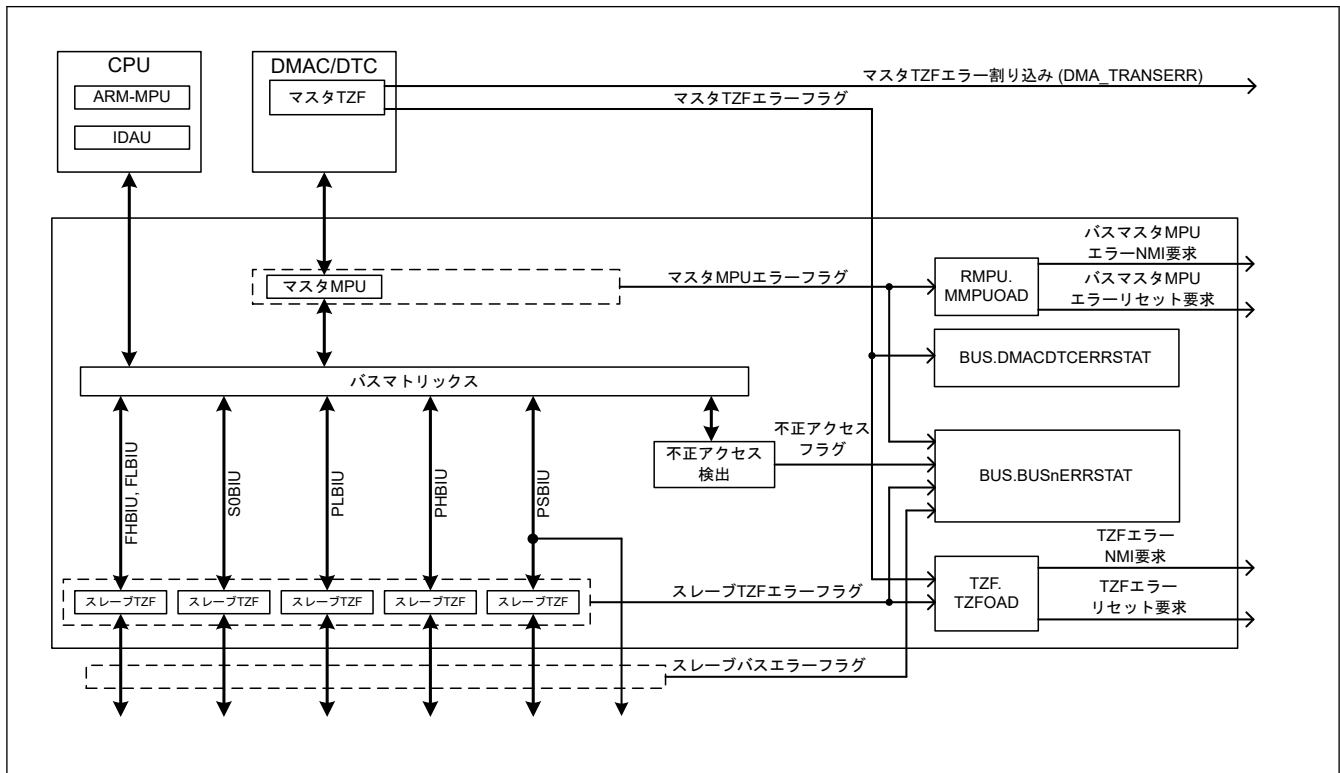 CPU
ARM-MPU
IDAU
DMAC/DTC
マスタTZF
マスタTZFエラー割り込み (DMA_TRANSERR)
マスタTZFエラーフラグ
マスタMPU
マスタMPUエラーフラグ
RMPU.
MMPUOAD
バスマスタMPU
エラーNMI要求
バスマスタMPU
エラーリセット要求
BUS.DMACDTCERRSTAT
バスマトリックス
FHBIU, FLBIU
S0BIU
PLBIU
PHBIU
PSBIU
不正アクセス
検出
不正アクセス
フラグ
BUS.BUSnERRSTAT
スレーブTZF
スレーブTZF
スレーブTZF
スレーブTZF
スレーブTZF
スレーブTZFエラーフラグ
TZF.
TZFOAD
TZFエラー
NMI要求
TZFエラー
リセット要求
スレーブバスエラーフラグ